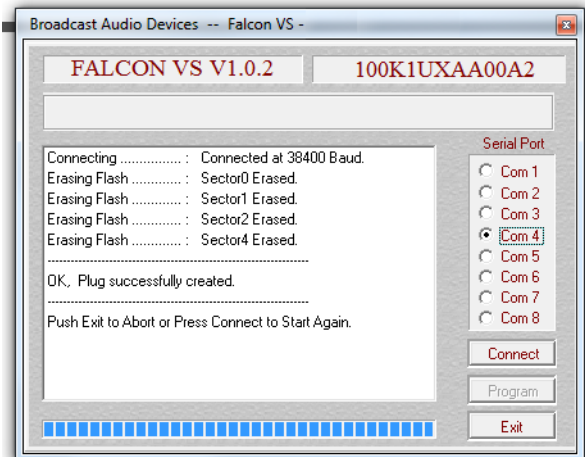 Broadcast Audio Devices -- Falcon VS -
FALCON VS V1.0.2
100K1UXAA00A2
Connecting ............... : Connected at 38400 Baud.
Erasing Flash ............ : Sector0 Erased.
Erasing Flash ............ : Sector1 Erased.
Erasing Flash ............ : Sector2 Erased.
Erasing Flash ............ : Sector4 Erased.
--------------------------------------------------------------------
OK, Plug successfully created.
--------------------------------------------------------------------
Push Exit to Abort or Press Connect to Start Again.
Serial Port
Com 1
Com 2
Com 3
Com 4
Com 5
Com 6
Com 7
Com 8
Connect
Program
Exit